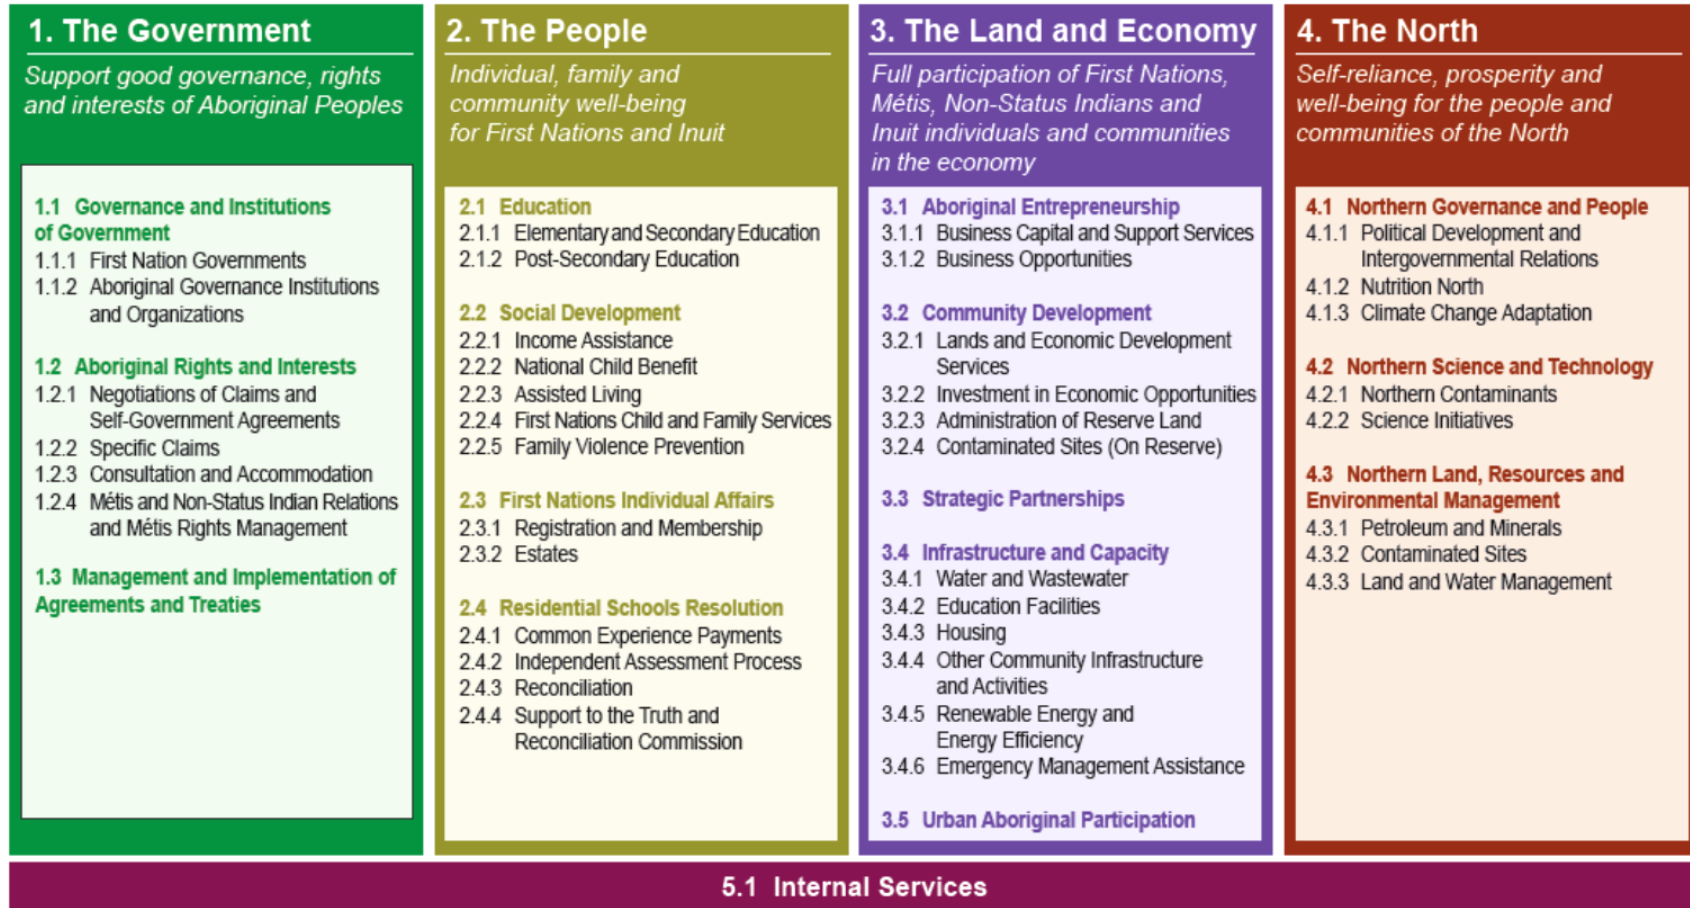 1. The Government
Support good governance, rights
and interests of Aboriginal Peoples
1.1 Governance and Institutions
of Government
1.1.1 First Nation Governments
1.1.2 Aboriginal Governance Institutions
and Organizations
1.2 Aboriginal Rights and Interests
1.2.1 Negotiations of Claims and
Self-Government Agreements
1.2.2 Specific Claims
1.2.3 Consultation and Accommodation
1.2.4 Métis and Non-Status Indian Relations
and Métis Rights Management
1.3 Management and Implementation of
Agreements and Treaties
2. The People
Individual, family and
community well-being
for First Nations and Inuit
2.1 Education
2.1.1 Elementary and Secondary Education
2.1.2 Post-Secondary Education
2.2 Social Development
2.2.1 Income Assistance
2.2.2 National Child Benefit
2.2.3 Assisted Living
2.2.4 First Nations Child and Family Services
2.2.5 Family Violence Prevention
2.3 First Nations Individual Affairs
2.3.1 Registration and Membership
2.3.2 Estates
2.4 Residential Schools Resolution
2.4.1 Common Experience Payments
2.4.2 Independent Assessment Process
2.4.3 Reconciliation
2.4.4 Support to the Truth and
Reconciliation Commission
3. The Land and Economy
Full participation of First Nations,
Métis, Non-Status Indians and
Inuit individuals and communities
in the economy
3.1 Aboriginal Entrepreneurship
3.1.1 Business Capital and Support Services
3.1.2 Business Opportunities
3.2 Community Development
3.2.1 Lands and Economic Development
Services
3.2.2 Investment in Economic Opportunities
3.2.3 Administration of Reserve Land
3.2.4 Contaminated Sites (On Reserve)
3.3 Strategic Partnerships
3.4 Infrastructure and Capacity
3.4.1 Water and Wastewater
3.4.2 Education Facilities
3.4.3 Housing
3.4.4 Other Community Infrastructure
and Activities
3.4.5 Renewable Energy and
Energy Efficiency
3.4.6 Emergency Management Assistance
3.5 Urban Aboriginal Participation
4. The North
Self-reliance, prosperity and
well-being for the people and
communities of the North
4.1 Northern Governance and People
4.1.1 Political Development and
Intergovernmental Relations
4.1.2 Nutrition North
4.1.3 Climate Change Adaptation
4.2 Northern Science and Technology
4.2.1 Northern Contaminants
4.2.2 Science Initiatives
4.3 Northern Land, Resources and
Environmental Management
4.3.1 Petroleum and Minerals
4.3.2 Contaminated Sites
4.3.3 Land and Water Management
5.1 Internal Services